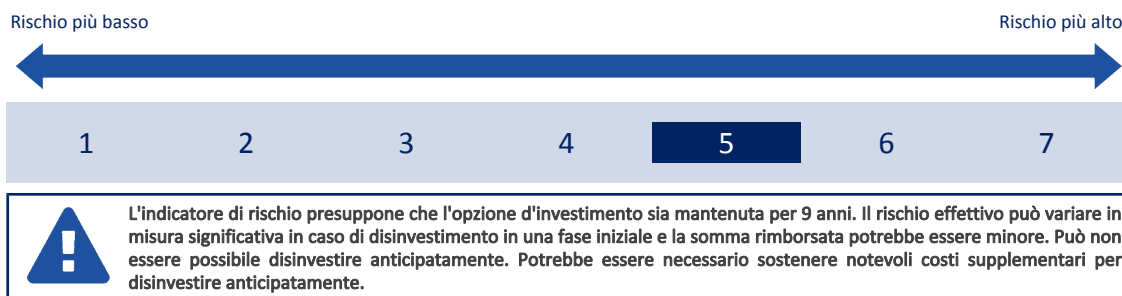 Rischio più basso Rischio più alto
1 2 3 4 5 6 7
L'indicatore di rischio presuppone che l'opzione d'investimento sia mantenuta per 9 anni. Il rischio effettivo può variare in
misura significativa in caso di disinvestimento in una fase iniziale e la somma rimborsata potrebbe essere minore. Può non
essere possibile disinvestire anticipatamente. Potrebbe essere necessario sostenere notevoli costi supplementari per
disinvestire anticipatamente.